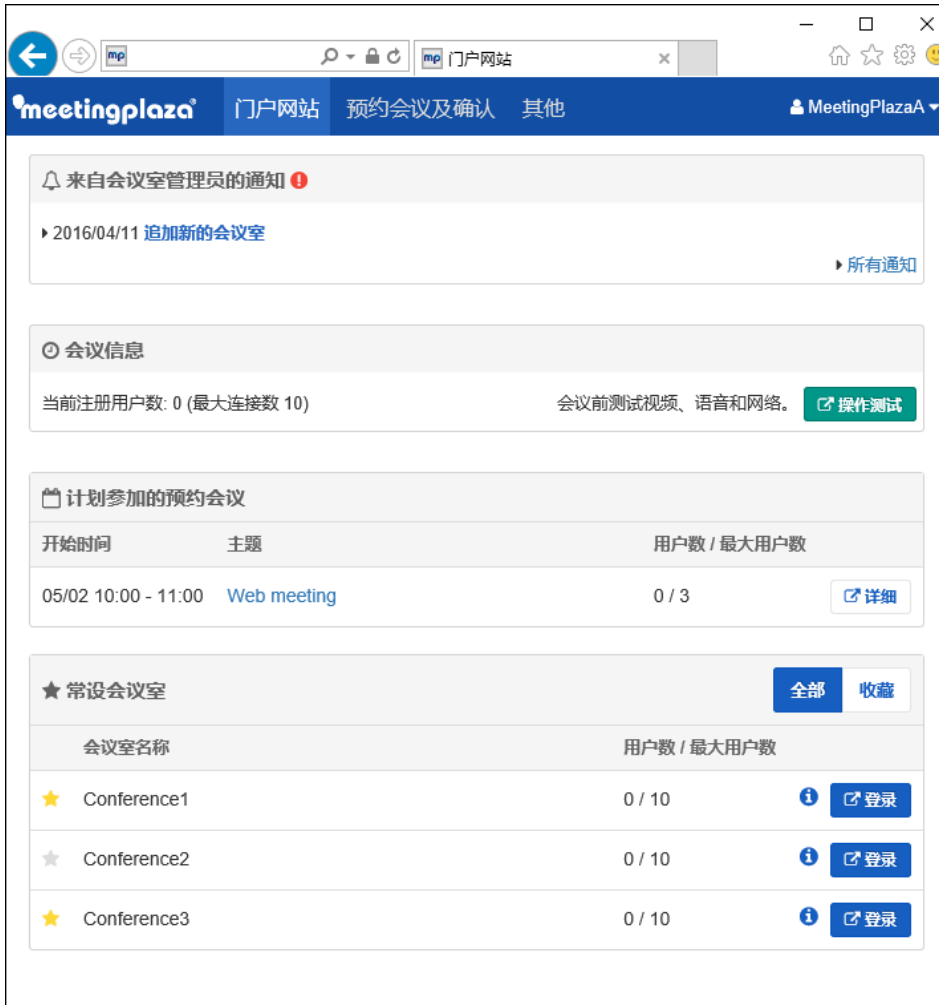 mp 门户网站
meetingplaza 门户网站 预约会议及确认 其他 MeetingPlazaA
来自会议室管理员的通知
2016/04/11 追加新的会议室
所有通知
会议信息
当前注册用户数: 0 (最大连接数 10) 会议前测试视频、语音和网络。 操作测试
计划参加的预约会议
开始时间 主题 用户数 / 最大用户数
05/02 10:00 - 11:00 Web meeting 0 / 3 详细
常设会议室 全部 收藏
会议室名称 用户数 / 最大用户数
Conference1 0 / 10 登录
Conference2 0 / 10 登录
Conference3 0 / 10 登录